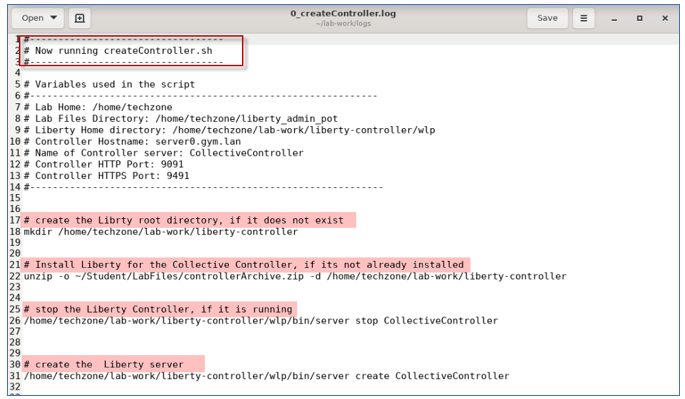 Open
0_createController.log
~/lab-work/logs
Save
1 #----------------------------------
2 # Now running createController.sh
3 #----------------------------------
4
5 # Variables used in the script
6 #-------------------------------------------------------------
7 # Lab Home: /home/techzone
8 # Lab Files Directory: /home/techzone/liberty_admin_pot
9 # Liberty Home directory: /home/techzone/lab-work/liberty-controller/wlp
10 # Controller Hostname: server0.gym.lan
11 # Name of Controller server: CollectiveController
12 # Controller HTTP Port: 9091
13 # Controller HTTPS Port: 9491
14 #--------------------------------------------------------------
15
16
17 # create the Librty root directory, if it does not exist
18 mkdir /home/techzone/lab-work/liberty-controller
19
20
21 # Install Liberty for the Collective Controller, if its not already installed
22 unzip -o ~/Student/LabFiles/controllerArchive.zip -d /home/techzone/lab-work/liberty-controller
23
24
25 # stop the Liberty Controller, if it is running
26 /home/techzone/lab-work/liberty-controller/wlp/bin/server stop CollectiveController
27
28
29
30 # create the  Liberty server
31 /home/techzone/lab-work/liberty-controller/wlp/bin/server create CollectiveController
32